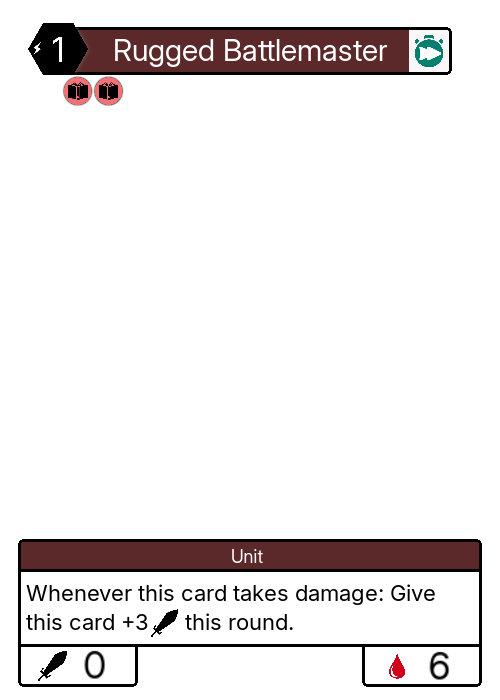 1 Rugged Battlemaster
Unit
Whenever this card takes damage: Give
this card +3 this round.
0 6